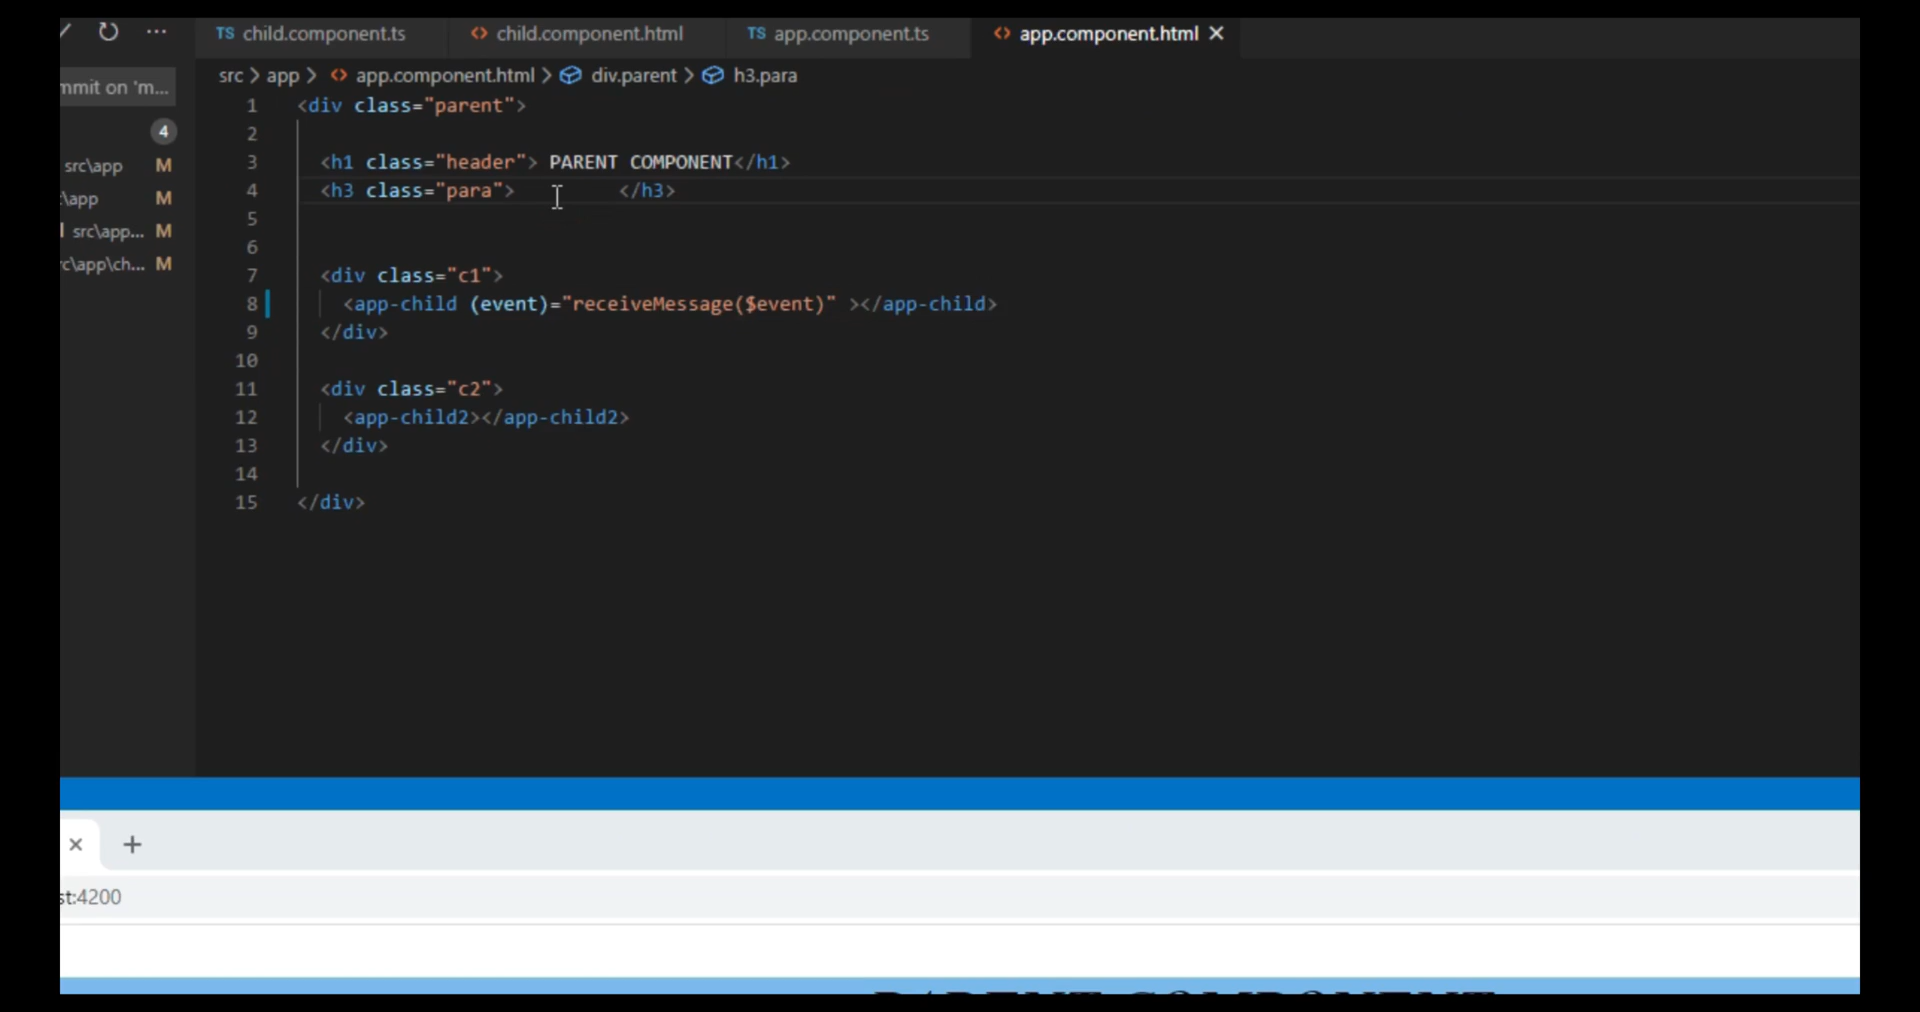 TS child.component.ts <> child.component.html TS app.component.ts <> app.component.html ×
src > app > <> app.component.html > div.parent > h3.para
mmit on 'm...
4
src\app M
\app M
src\app... M
c\app\ch... M
1 <div class="parent">
2
3 <h1 class="header"> PARENT COMPONENT</h1>
4 <h3 class="para"> </h3>
5
6
7 <div class="c1">
8 <app-child (event)="receiveMessage($event)" ></app-child>
9 </div>
10
11 <div class="c2">
12 <app-child2></app-child2>
13 </div>
14
15 </div>
st:4200
PARENT COMPONENT